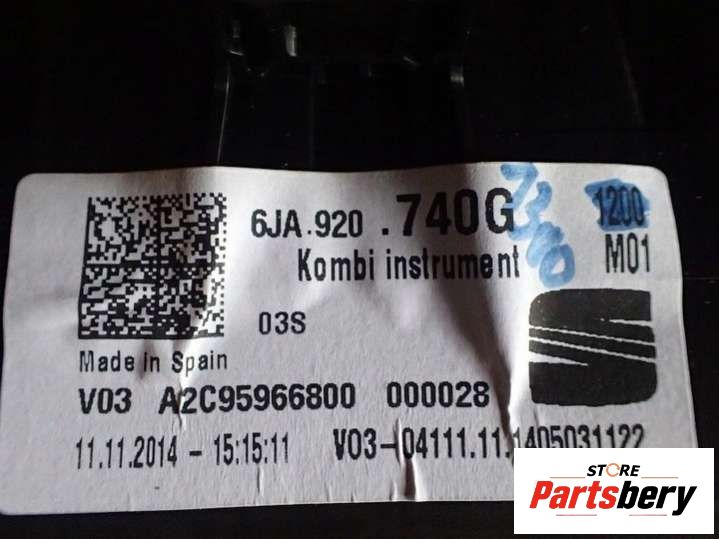 6JA.920 .740G 1200
Kombi instrument M01
03S
Made in Spain
V03 A2C95966800 000028
11.11.2014 - 15:15:11 V03-04111.11.1405031122
STORE
Partsbery